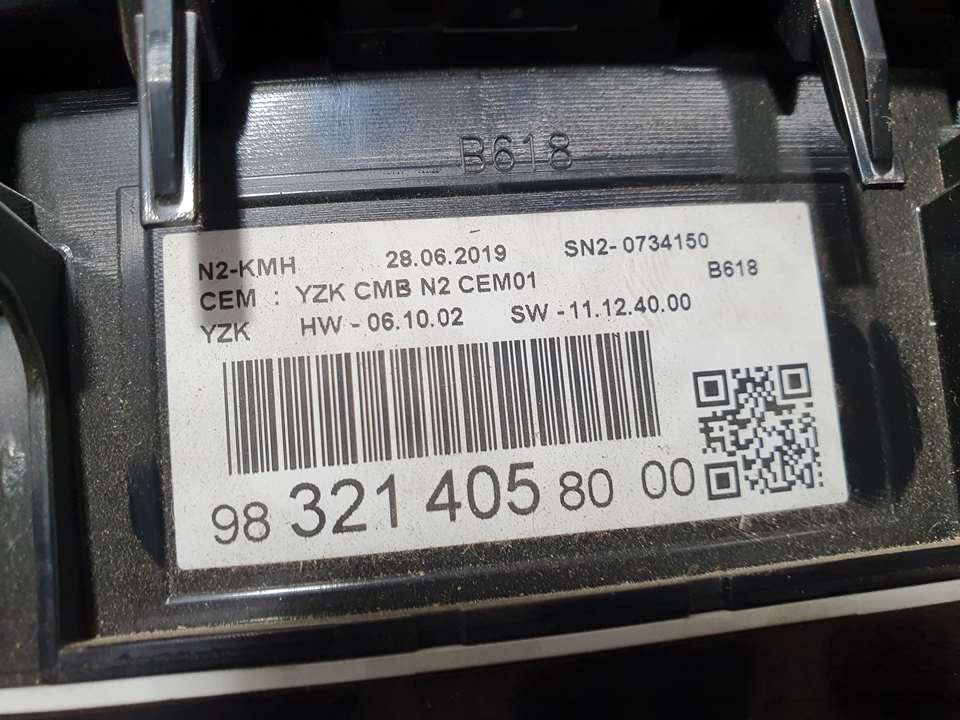 B618
N2-KMH 28.06.2019 SN2- 0734150
B618
CEM : YZK CMB N2 CEM01
YZK HW - 06.10.02 SW - 11.12.40.00
98 321 405 80 00